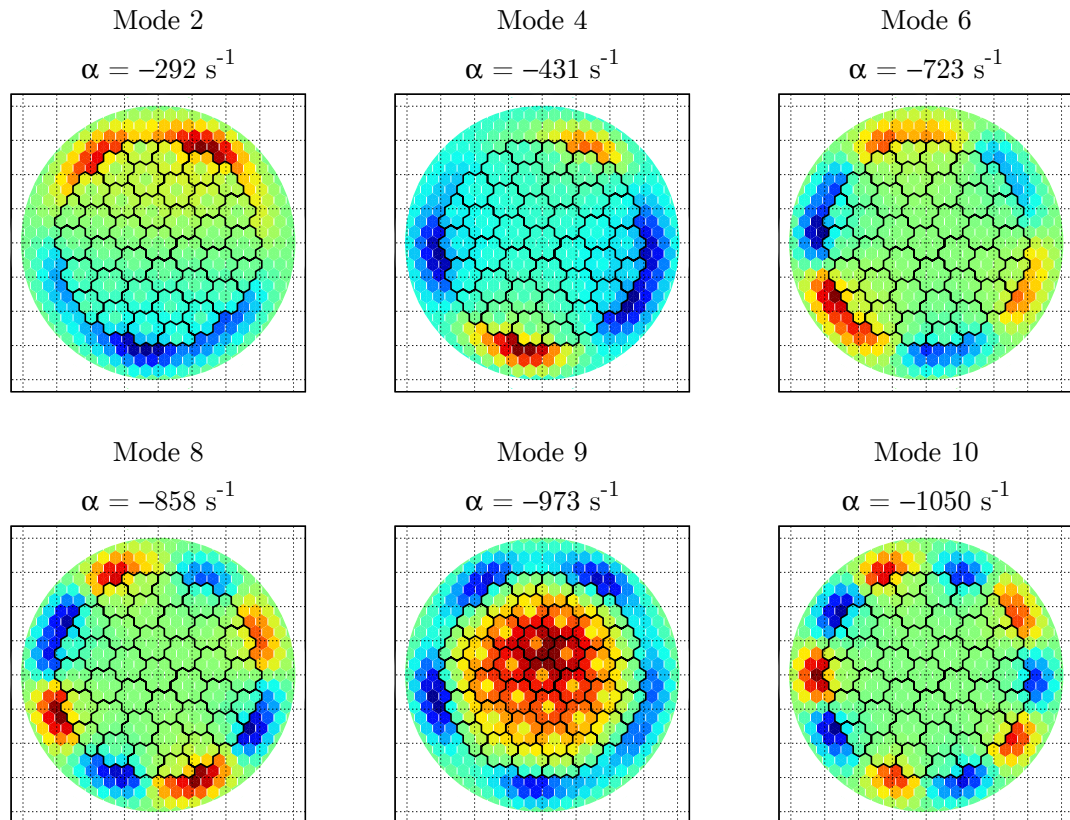 Mode 2
Mode 4
Mode 6
α = −292 s⁻¹
α = −431 s⁻¹
α = −723 s⁻¹
Mode 8
Mode 9
Mode 10
α = −858 s⁻¹
α = −973 s⁻¹
α = −1050 s⁻¹